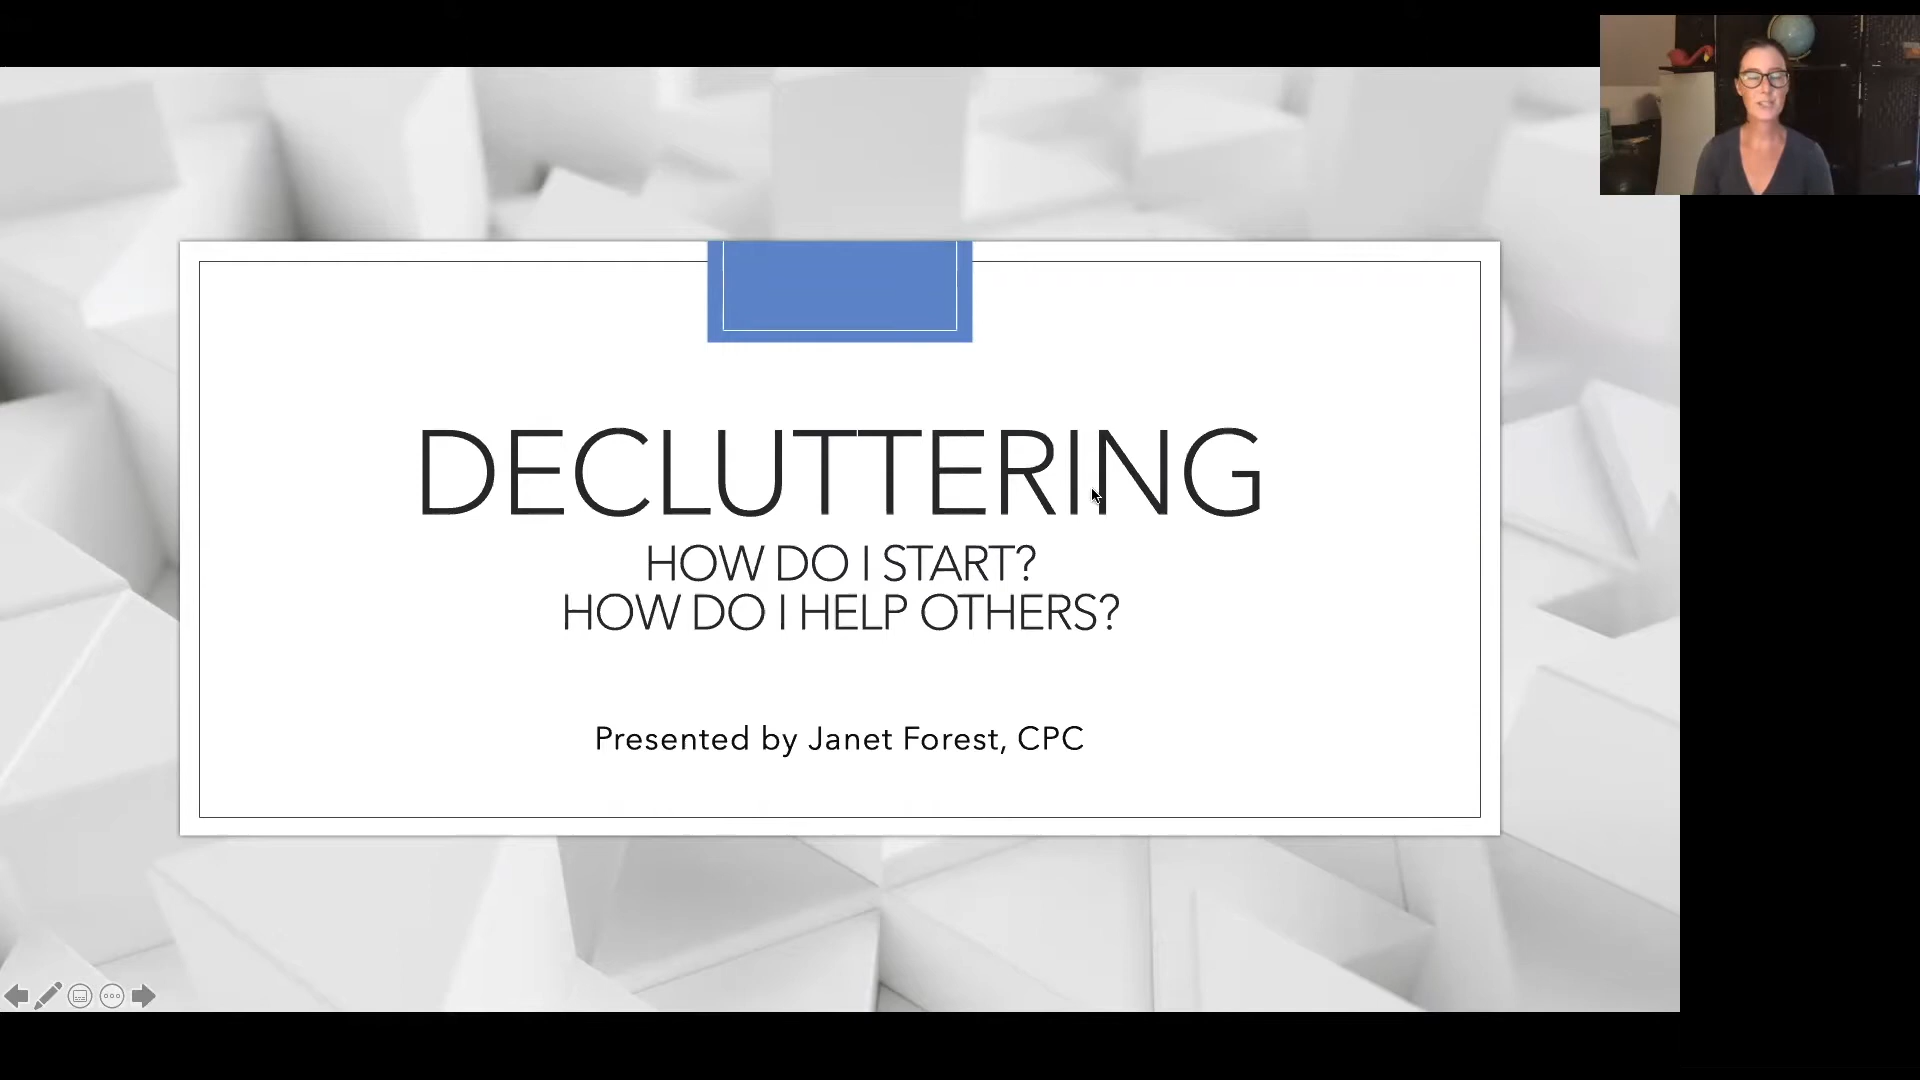 DECLUTTERING
HOW DO I START?
HOW DO I HELP OTHERS?
Presented by Janet Forest, CPC